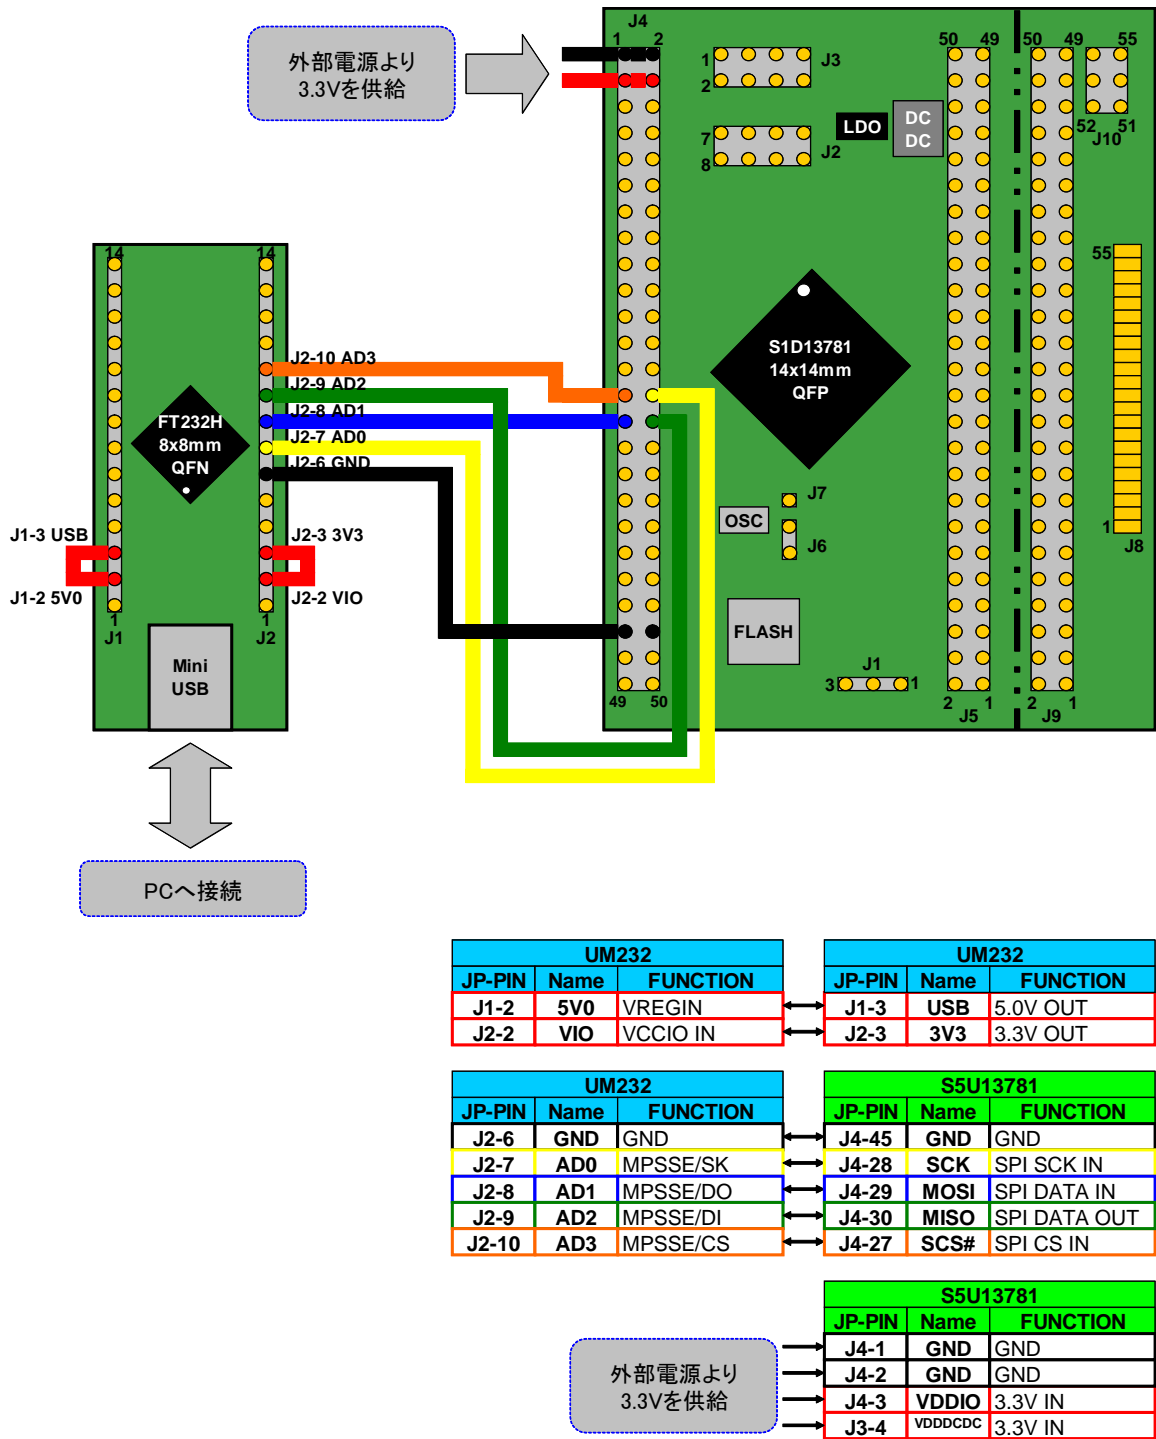 外部電源より
3.3Vを供給
J4
1 2
1
2
J3
7
8
J2
LDO
DC
DC
50 49
50 49
55
52 51
J10
14
14
55
S1D13781
14x14mm
QFP
J2-10 AD3
J2-9 AD2
J2-8 AD1
J2-7 AD0
J2-6 GND
FT232H
8x8mm
QFN
J7
OSC
J6
1
J8
J1-3 USB
J2-3 3V3
J1-2 5V0
J2-2 VIO
1
J1
1
J2
FLASH
Mini
USB
J1
3 1
49 50
2 1
J5
2 1
J9
PCへ接続
UM232
JP-PIN Name FUNCTION
J1-2 5V0 VREGIN
J2-2 VIO VCCIO IN
UM232
JP-PIN Name FUNCTION
J1-3 USB 5.0V OUT
J2-3 3V3 3.3V OUT
UM232
JP-PIN Name FUNCTION
J2-6 GND GND
J2-7 AD0 MPSSE/SK
J2-8 AD1 MPSSE/DO
J2-9 AD2 MPSSE/DI
J2-10 AD3 MPSSE/CS
S5U13781
JP-PIN Name FUNCTION
J4-45 GND GND
J4-28 SCK SPI SCK IN
J4-29 MOSI SPI DATA IN
J4-30 MISO SPI DATA OUT
J4-27 SCS# SPI CS IN
外部電源より
3.3Vを供給
S5U13781
JP-PIN Name FUNCTION
J4-1 GND GND
J4-2 GND GND
J4-3 VDDIO 3.3V IN
J3-4 VDDDCDC 3.3V IN